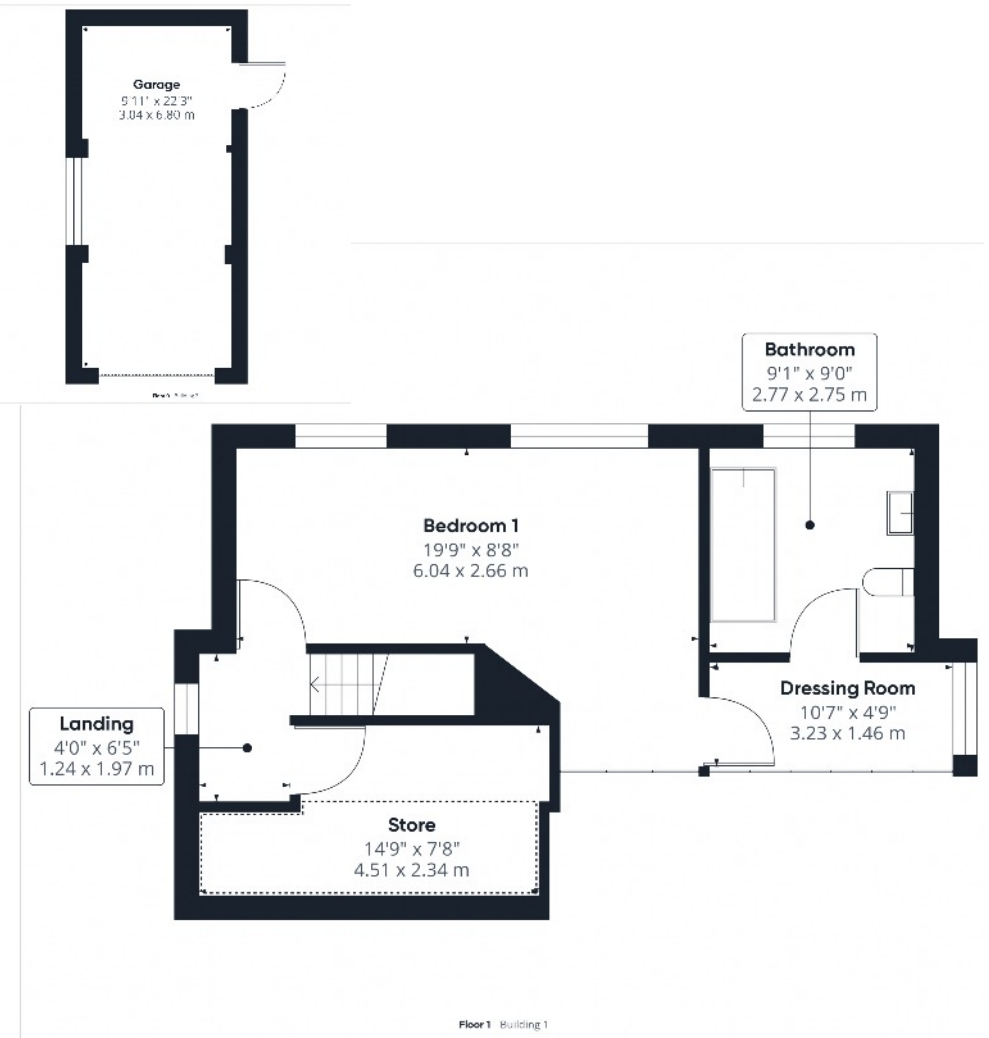 Garage
9'11" x 22'3"
3.04 x 6.80 m
Bathroom
9'1" x 9'0"
2.77 x 2.75 m
Bedroom 1
19'9" x 8'8"
6.04 x 2.66 m
Dressing Room
10'7" x 4'9"
3.23 x 1.46 m
Landing
4'0" x 6'5"
1.24 x 1.97 m
Store
14'9" x 7'8"
4.51 x 2.34 m
Floor 1 Building 1